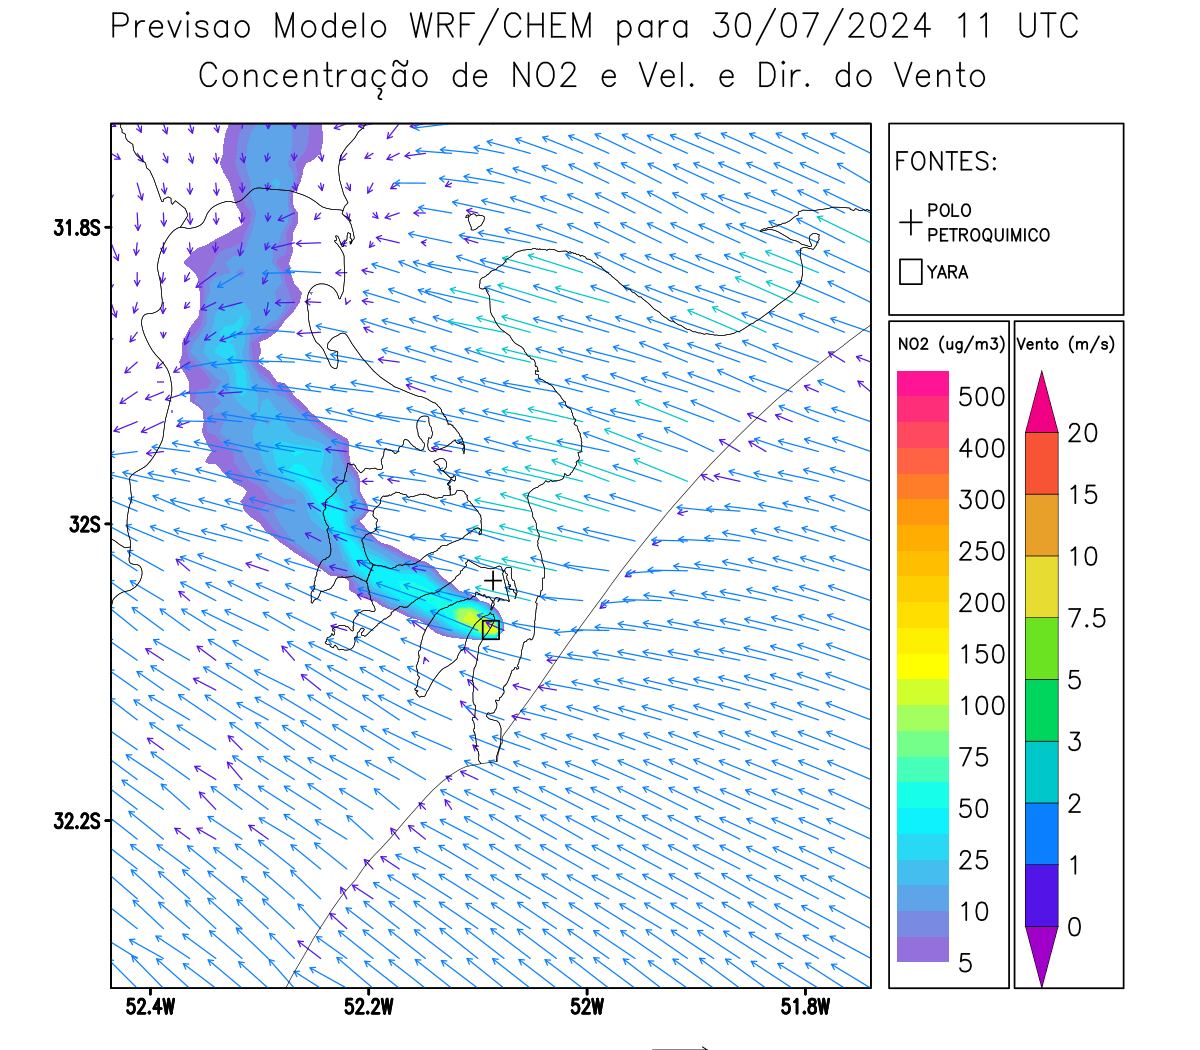 Previsao Modelo WRF/CHEM para 30/07/2024 11 UTC
Concentração de NO2 e Vel. e Dir. do Vento
31.8S
32S
32.2S
52.4W
52.2W
52W
51.8W
FONTES:
POLO
PETROQUIMICO
YARA
NO2 (ug/m3)
500
400
300
250
200
150
100
75
50
25
10
5
Vento (m/s)
20
15
10
7.5
5
3
2
1
0